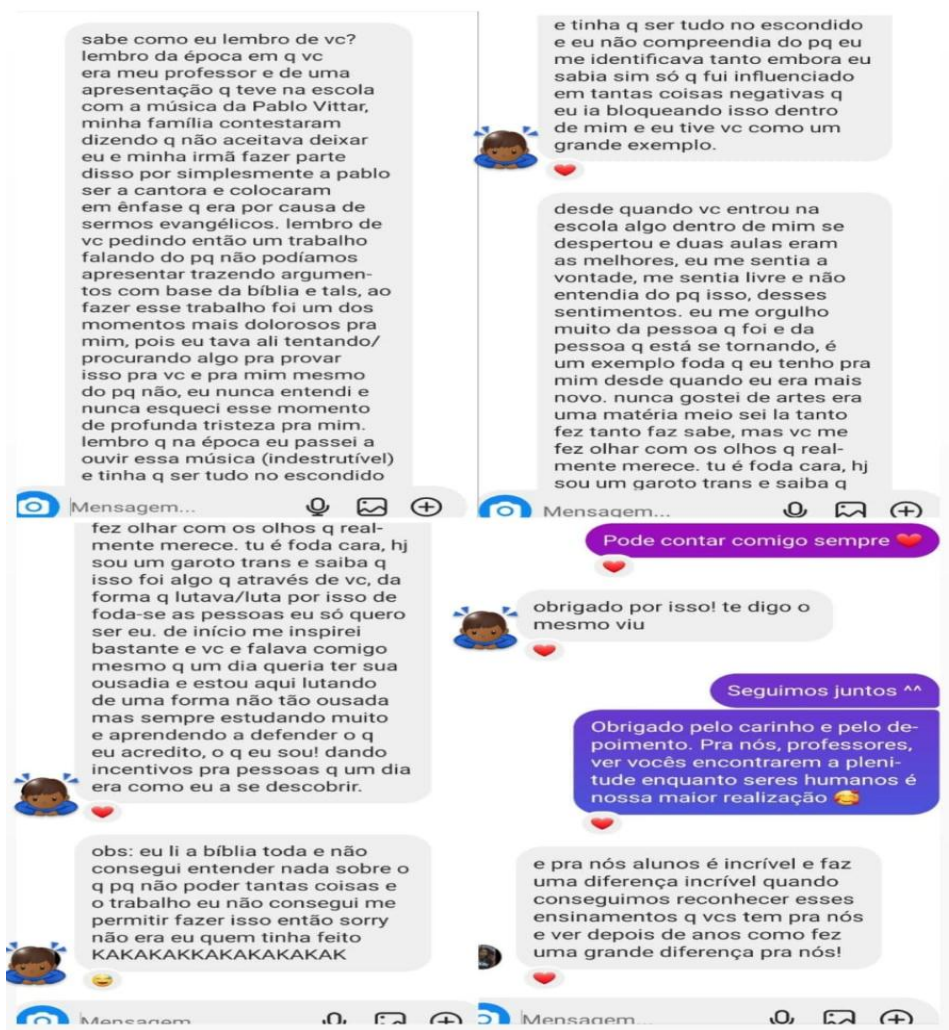 sabe como eu lembro de vc?
lembro da época em q vc
era meu professor e de uma
apresentação q teve na escola
com a música da Pablo Vittar,
minha família contestaram
dizendo q não aceitava deixar
eu e minha irmã fazer parte
disso por simplesmente a pablo
ser a cantora e colocaram
em ênfase q era por causa de
sermos evangélicos. lembro de
vc pedindo então um trabalho
falando do pq não podíamos
apresentar trazendo argumen-
tos com base da bíblia e tals, ao
fazer esse trabalho foi um dos
momentos mais dolorosos pra
mim, pois eu tava ali tentando/
procurando algo pra provar
isso pra vc e pra mim mesmo
do pq não, eu nunca entendi e
nunca esqueci esse momento
de profunda tristeza pra mim.
lembro q na época eu passei a
ouvir essa música (indestrutível)
e tinha q ser tudo no escondido
Mensagem...
e tinha q ser tudo no escondido
e eu não compreendia do pq eu
me identificava tanto embora eu
sabia sim só q fui influenciado
em tantas coisas negativas q
eu ia bloqueando isso dentro
de mim e eu tive vc como um
grande exemplo.
desde quando vc entrou na
escola algo dentro de mim se
despertou e duas aulas eram
as melhores, eu me sentia a
vontade, me sentia livre e não
entendia do pq isso, desses
sentimentos. eu me orgulho
muito da pessoa q foi e da
pessoa q está se tornando, é
um exemplo foda q eu tenho pra
mim desde quando eu era mais
novo. nunca gostei de artes era
uma matéria meio sei la tanto
fez tanto faz sabe, mas vc me
fez olhar com os olhos q real-
mente merece. tu é foda cara, hj
sou um garoto trans e saiba q
Mensagem...
fez olhar com os olhos q real-
mente merece. tu é foda cara, hj
sou um garoto trans e saiba q
isso foi algo q através de vc, da
forma q lutava/luta por isso de
foda-se as pessoas eu só quero
ser eu. de início me inspirei
bastante e vc e falava comigo
mesmo q um dia queria ter sua
ousadia e estou aqui lutando
de uma forma não tão ousada
mas sempre estudando muito
e aprendendo a defender o q
eu acredito, o q eu sou! dando
incentivos pra pessoas q um dia
era como eu a se descobrir.
obs: eu li a bíblia toda e não
consegui entender nada sobre o
q pq não poder tantas coisas e
o trabalho eu não consegui me
permitir fazer isso então sorry
não era eu quem tinha feito
KAKAKAKKAKAKAKAKAK
Mensagem
Pode contar comigo sempre ❤️
obrigado por isso! te digo o
mesmo viu
Seguimos juntos ^^
Obrigado pelo carinho e pelo de-
poimento. Pra nós, professores,
ver vocês encontrarem a pleni-
tude enquanto seres humanos é
nossa maior realização 🥰
e pra nós alunos é incrível e faz
uma diferença incrível quando
conseguimos reconhecer esses
ensinamentos q vcs tem pra nós
e ver depois de anos como fez
uma grande diferença pra nós!
Mensagem...